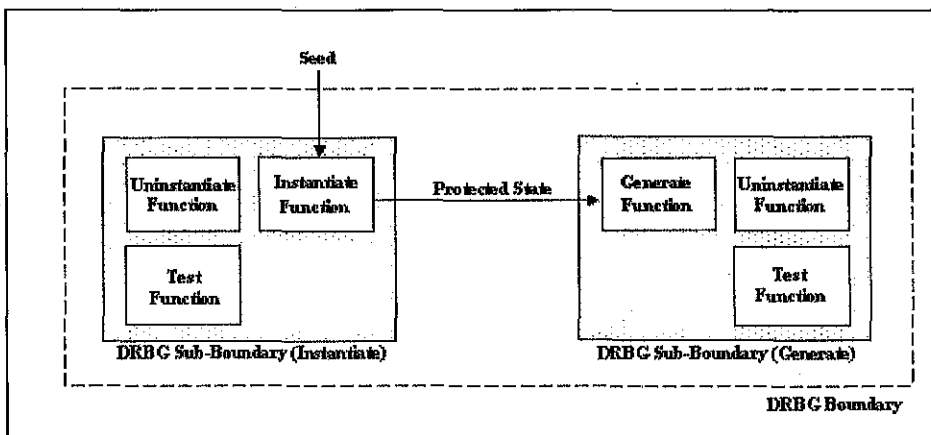 Seed
Uninstantiate
Function
Instantiate
Function
Protected State
Generate
Function
Uninstantiate
Function
Test
Function
Test
Function
DRBG Sub-Boundary (Instantiate)
DRBG Sub-Boundary (Generate)
DRBG Boundary